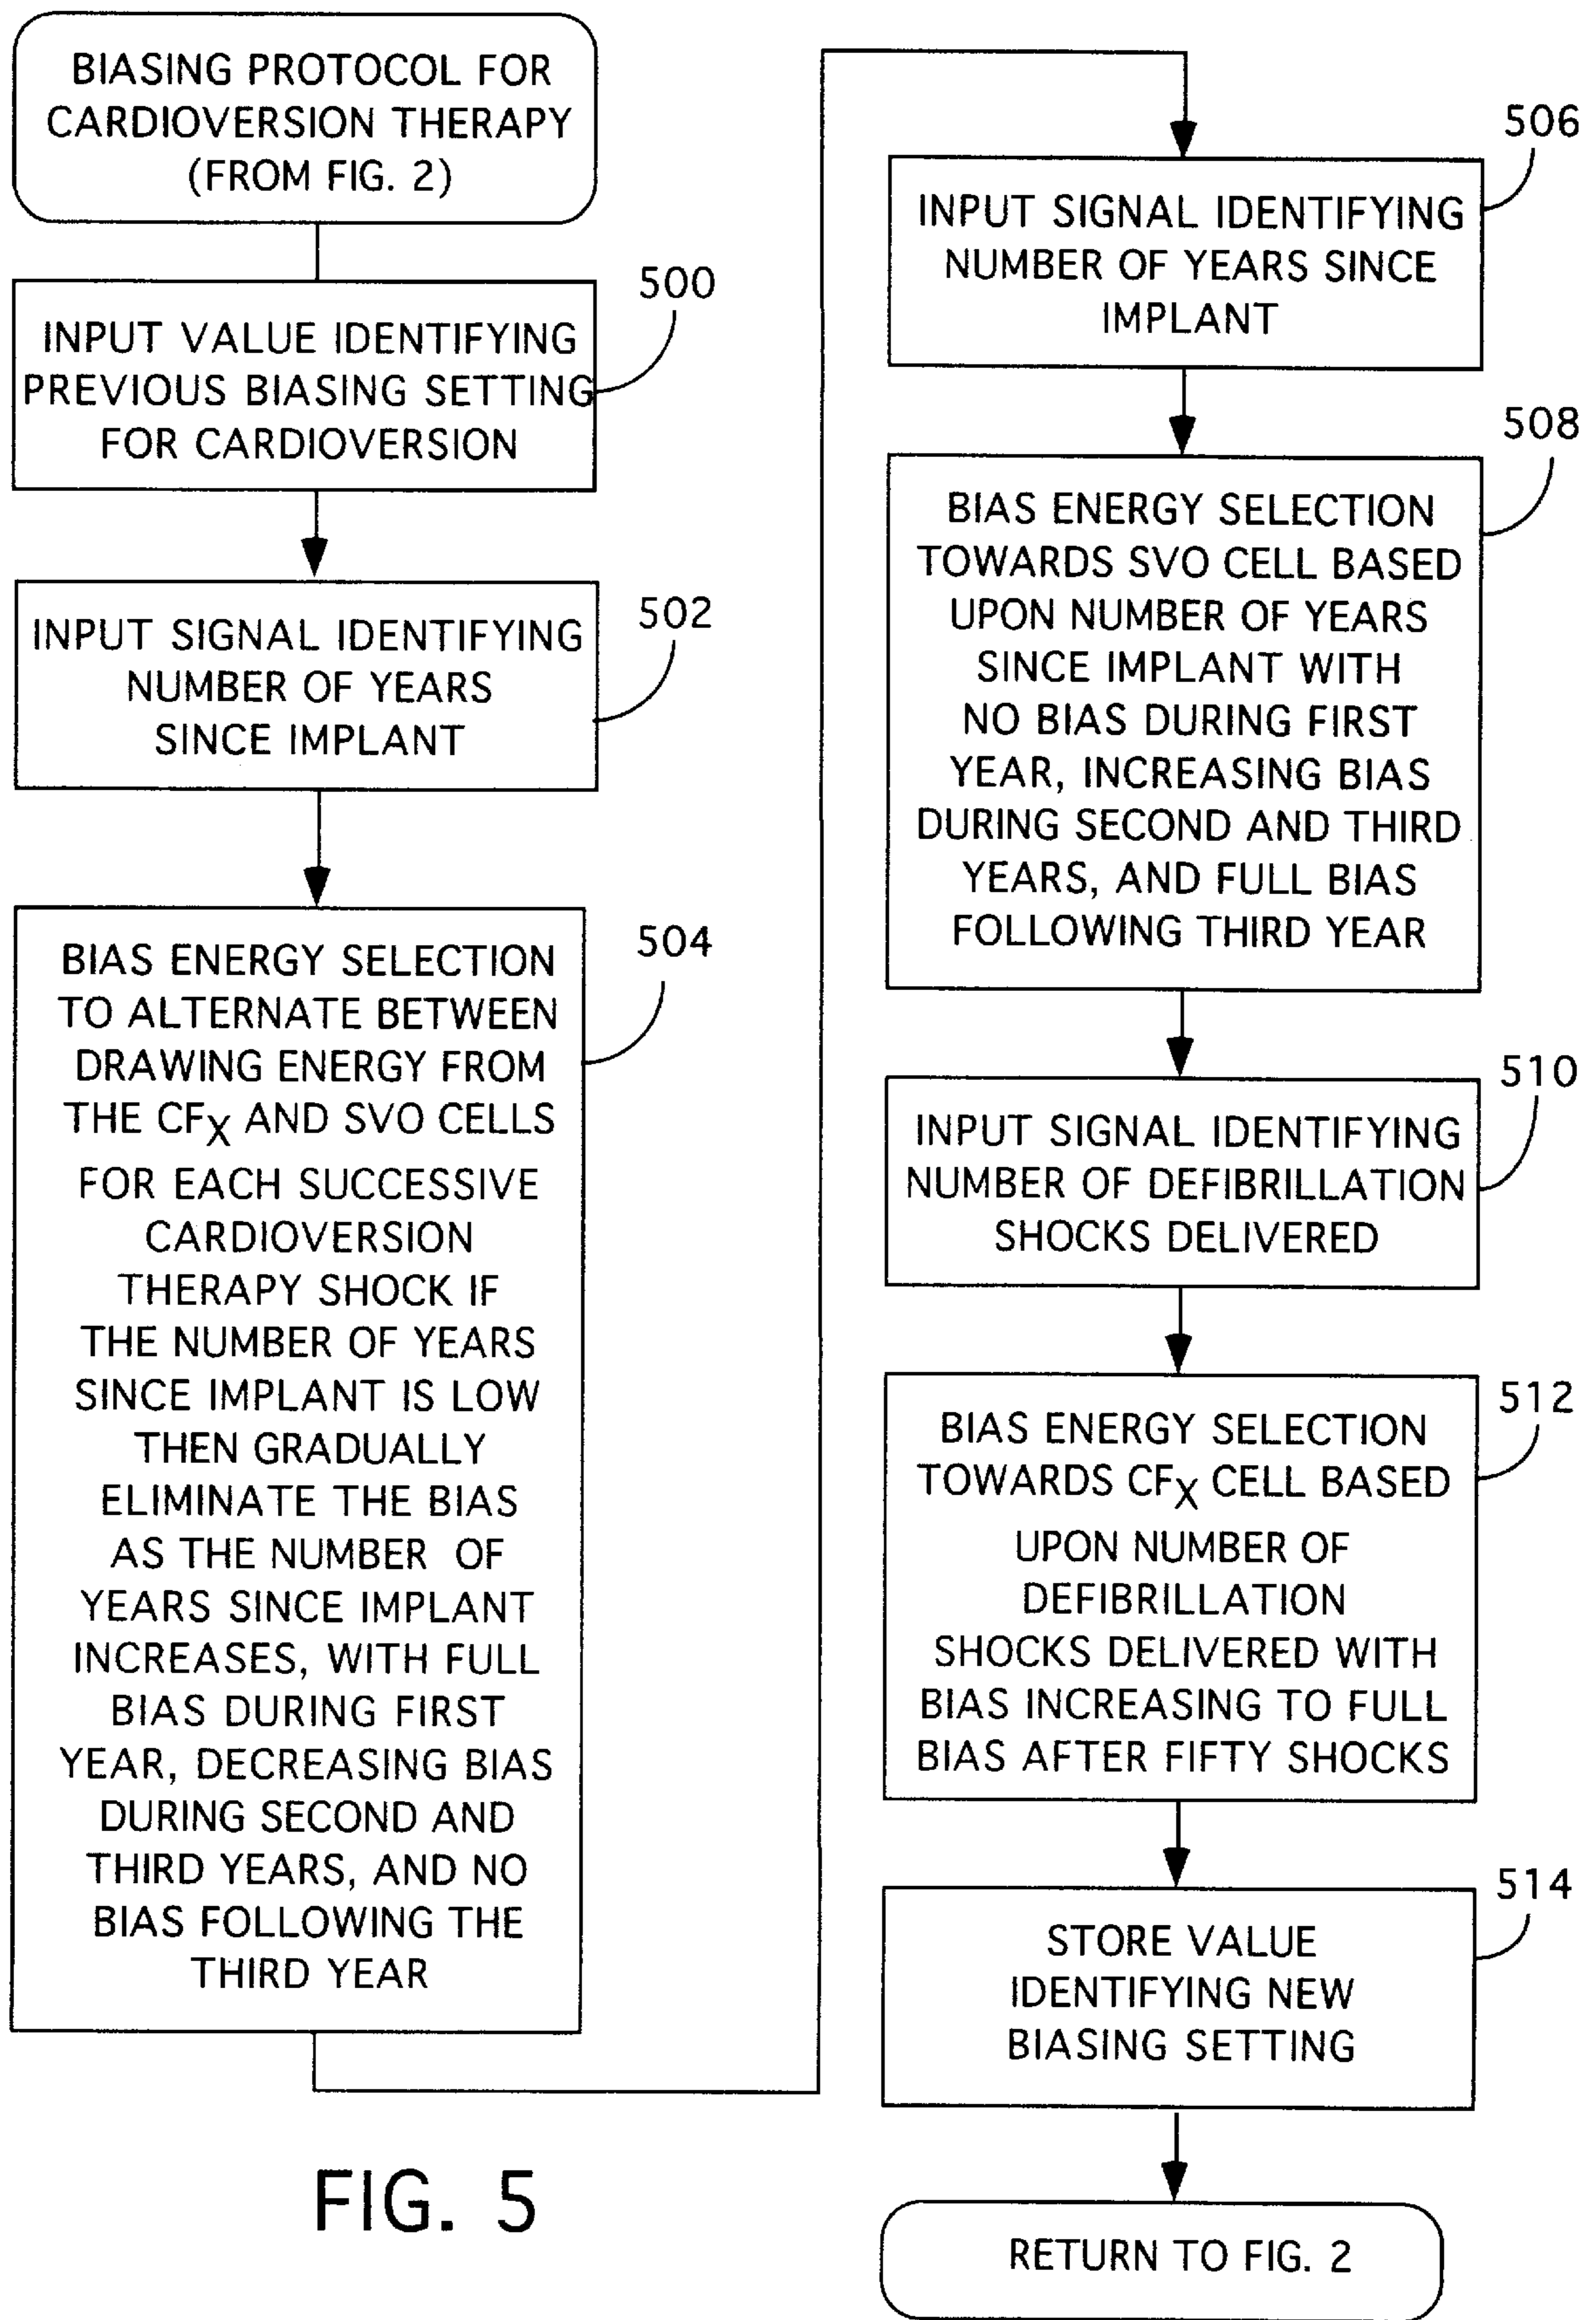 BIASING PROTOCOL FOR
CARDIOVERSION THERAPY
(FROM FIG. 2)
500
INPUT VALUE IDENTIFYING
PREVIOUS BIASING SETTING
FOR CARDIOVERSION
502
INPUT SIGNAL IDENTIFYING
NUMBER OF YEARS
SINCE IMPLANT
504
BIAS ENERGY SELECTION
TO ALTERNATE BETWEEN
DRAWING ENERGY FROM
THE CFX AND SVO CELLS
FOR EACH SUCCESSIVE
CARDIOVERSION
THERAPY SHOCK IF
THE NUMBER OF YEARS
SINCE IMPLANT IS LOW
THEN GRADUALLY
ELIMINATE THE BIAS
AS THE NUMBER OF
YEARS SINCE IMPLANT
INCREASES, WITH FULL
BIAS DURING FIRST
YEAR, DECREASING BIAS
DURING SECOND AND
THIRD YEARS, AND NO
BIAS FOLLOWING THE
THIRD YEAR
506
INPUT SIGNAL IDENTIFYING
NUMBER OF YEARS SINCE
IMPLANT
508
BIAS ENERGY SELECTION
TOWARDS SVO CELL BASED
UPON NUMBER OF YEARS
SINCE IMPLANT WITH
NO BIAS DURING FIRST
YEAR, INCREASING BIAS
DURING SECOND AND THIRD
YEARS, AND FULL BIAS
FOLLOWING THIRD YEAR
510
INPUT SIGNAL IDENTIFYING
NUMBER OF DEFIBRILLATION
SHOCKS DELIVERED
512
BIAS ENERGY SELECTION
TOWARDS CFX CELL BASED
UPON NUMBER OF
DEFIBRILLATION
SHOCKS DELIVERED WITH
BIAS INCREASING TO FULL
BIAS AFTER FIFTY SHOCKS
514
STORE VALUE
IDENTIFYING NEW
BIASING SETTING
RETURN TO FIG. 2
FIG. 5